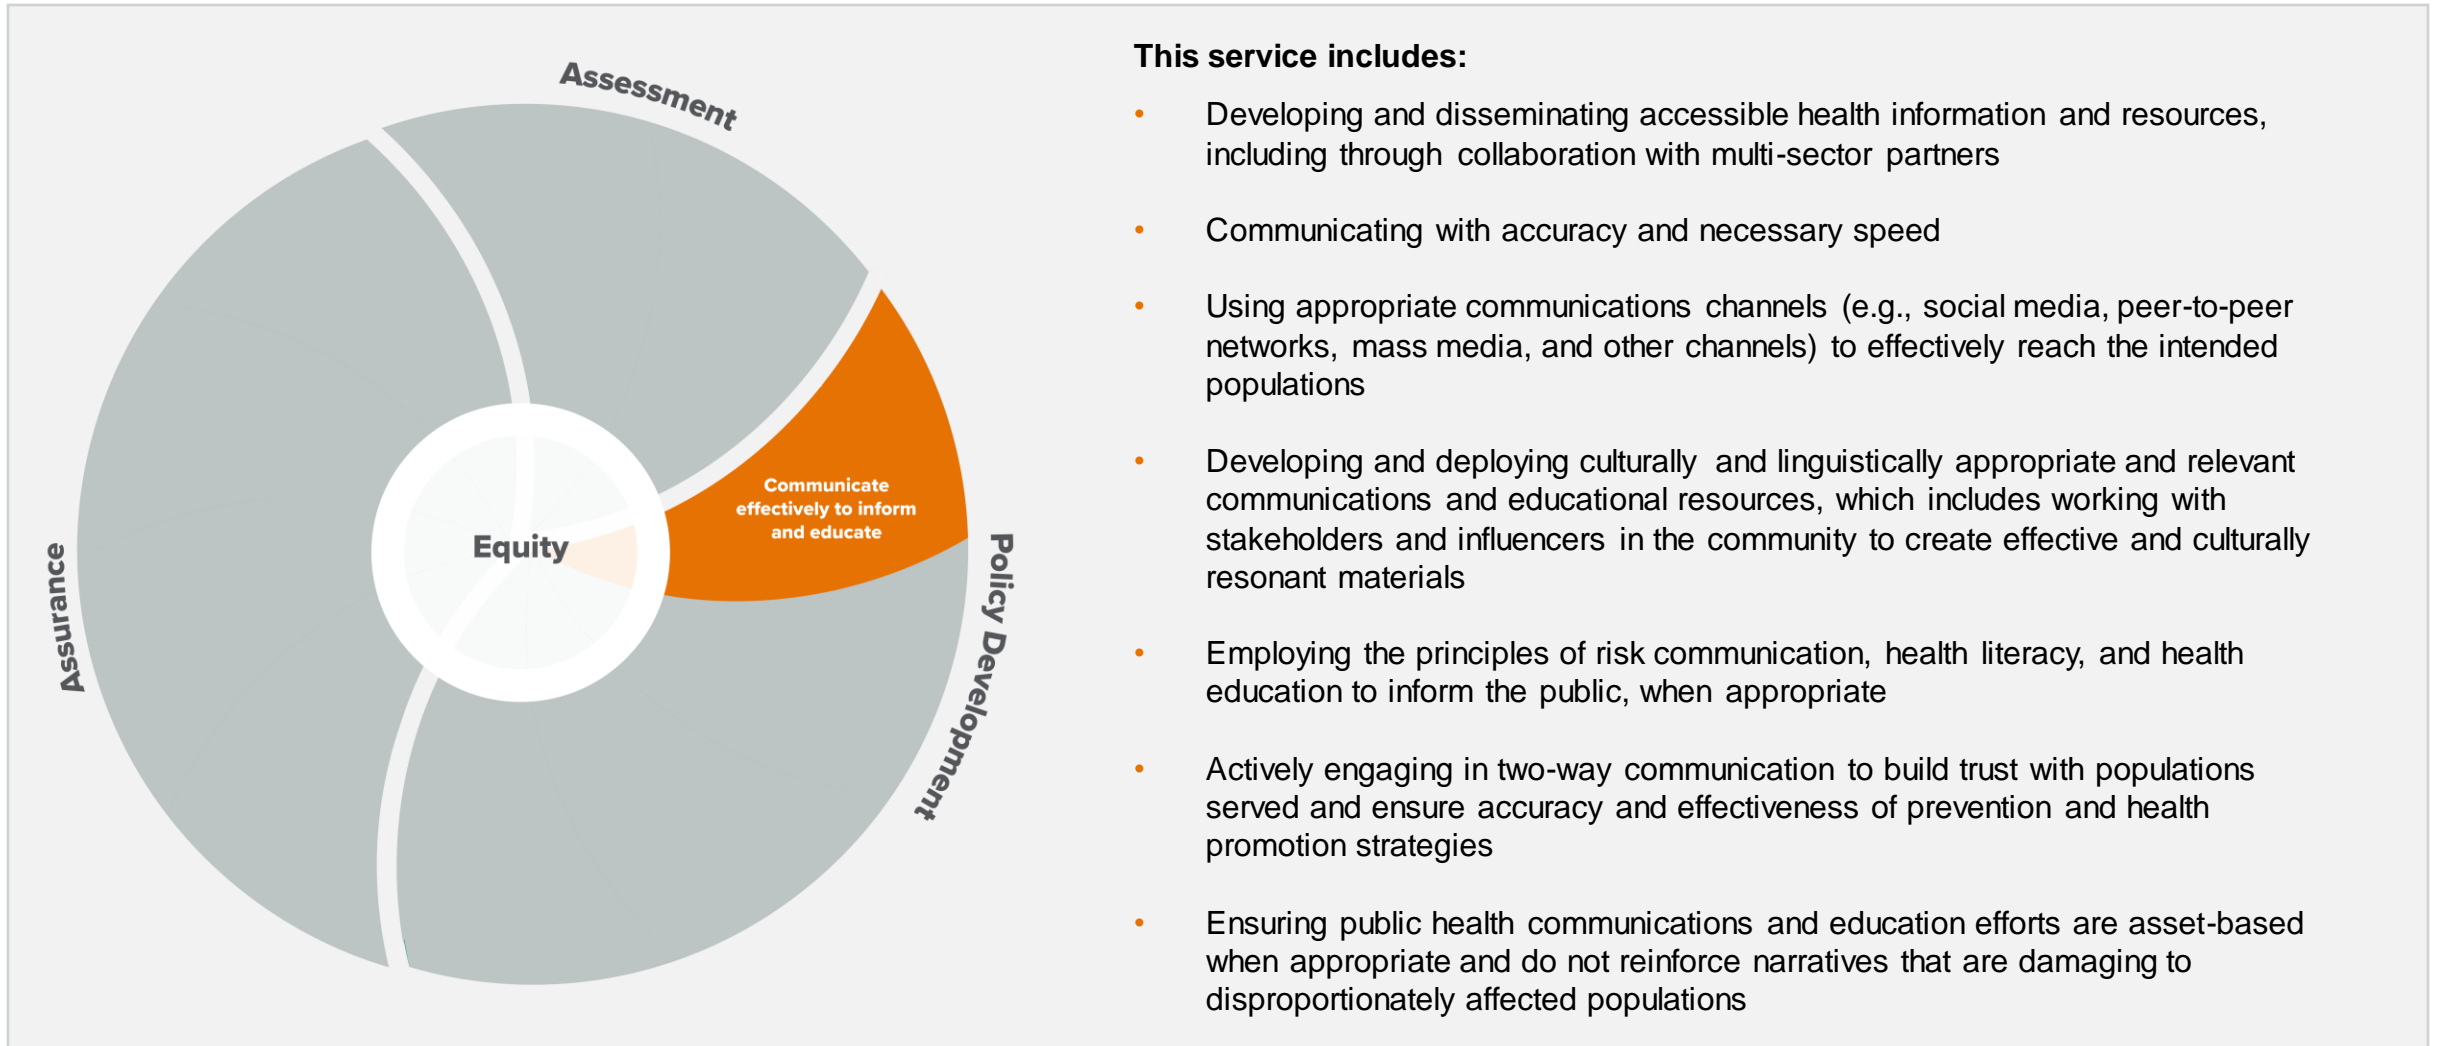 Assessment
Communicate
effectively to inform
and educate
Equity
Assurance
Policy Development
This service includes:
• Developing and disseminating accessible health information and resources,
including through collaboration with multi-sector partners
• Communicating with accuracy and necessary speed
• Using appropriate communications channels (e.g., social media, peer-to-peer
networks, mass media, and other channels) to effectively reach the intended
populations
• Developing and deploying culturally and linguistically appropriate and relevant
communications and educational resources, which includes working with
stakeholders and influencers in the community to create effective and culturally
resonant materials
• Employing the principles of risk communication, health literacy, and health
education to inform the public, when appropriate
• Actively engaging in two-way communication to build trust with populations
served and ensure accuracy and effectiveness of prevention and health
promotion strategies
• Ensuring public health communications and education efforts are asset-based
when appropriate and do not reinforce narratives that are damaging to
disproportionately affected populations